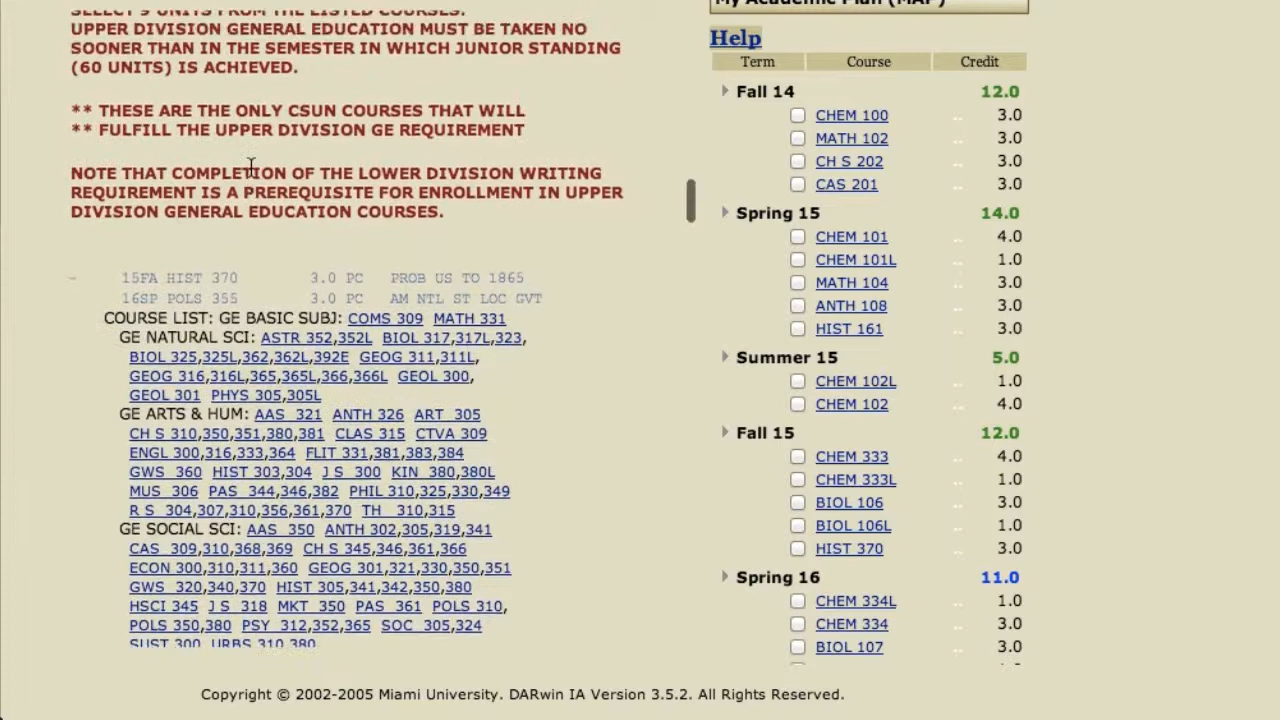 SELECT 9 UNITS FROM THE LISTED COURSES.
UPPER DIVISION GENERAL EDUCATION MUST BE TAKEN NO
SOONER THAN IN THE SEMESTER IN WHICH JUNIOR STANDING
(60 UNITS) IS ACHIEVED.
** THESE ARE THE ONLY CSUN COURSES THAT WILL
** FULFILL THE UPPER DIVISION GE REQUIREMENT
NOTE THAT COMPLETION OF THE LOWER DIVISION WRITING
REQUIREMENT IS A PREREQUISITE FOR ENROLLMENT IN UPPER
DIVISION GENERAL EDUCATION COURSES.
- 15FA HIST 370 3.0 PC PROB US TO 1865
16SP POLS 355 3.0 PC AM NTL ST LOC GVT
COURSE LIST: GE BASIC SUBJ: COMS 309 MATH 331
GE NATURAL SCI: ASTR 352,352L BIOL 317,317L,323,
BIOL 325,325L,362,362L,392E GEOG 311,311L,
GEOG 316,316L,365,365L,366,366L GEOL 300,
GEOL 301 PHYS 305,305L
GE ARTS & HUM: AAS 321 ANTH 326 ART 305
CH S 310,350,351,380,381 CLAS 315 CTVA 309
ENGL 300,316,333,364 FLIT 331,381,383,384
GWS 360 HIST 303,304 J S 300 KIN 380,380L
MUS 306 PAS 344,346,382 PHIL 310,325,330,349
R S 304,307,310,356,361,370 TH 310,315
GE SOCIAL SCI: AAS 350 ANTH 302,305,319,341
CAS 309,310,368,369 CH S 345,346,361,366
ECON 300,310,311,360 GEOG 301,321,330,350,351
GWS 320,340,370 HIST 305,341,342,350,380
HSCI 345 J S 318 MKT 350 PAS 361 POLS 310,
POLS 350,380 PSY 312,352,365 SOC 305,324
SUST 300 URBS 310,380
My Academic Plan (MAP)
Help
Term Course Credit
Fall 14 12.0
CHEM 100 .. 3.0
MATH 102 .. 3.0
CH S 202 .. 3.0
CAS 201 .. 3.0
Spring 15 14.0
CHEM 101 .. 4.0
CHEM 101L .. 1.0
MATH 104 .. 3.0
ANTH 108 .. 3.0
HIST 161 .. 3.0
Summer 15 5.0
CHEM 102L .. 1.0
CHEM 102 .. 4.0
Fall 15 12.0
CHEM 333 .. 4.0
CHEM 333L .. 1.0
BIOL 106 .. 3.0
BIOL 106L .. 1.0
HIST 370 .. 3.0
Spring 16 11.0
CHEM 334L .. 1.0
CHEM 334 .. 3.0
BIOL 107 .. 3.0
Copyright © 2002-2005 Miami University. DARwin IA Version 3.5.2. All Rights Reserved.